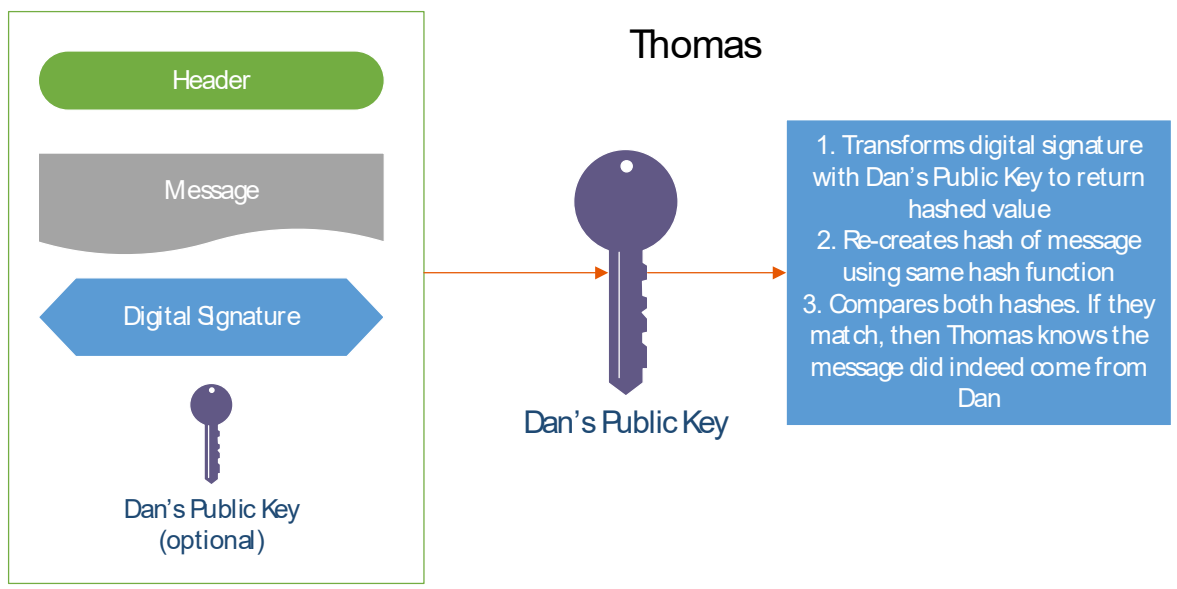 Thomas
Header
Message
Digital Signature
Dan's Public Key
(optional)
Dan's Public Key
1. Transforms digital signature
with Dan's Public Key to return
hashed value
2. Re-creates hash of message
using same hash function
3. Compares both hashes. If they
match, then Thomas knows the
message did indeed come from
Dan